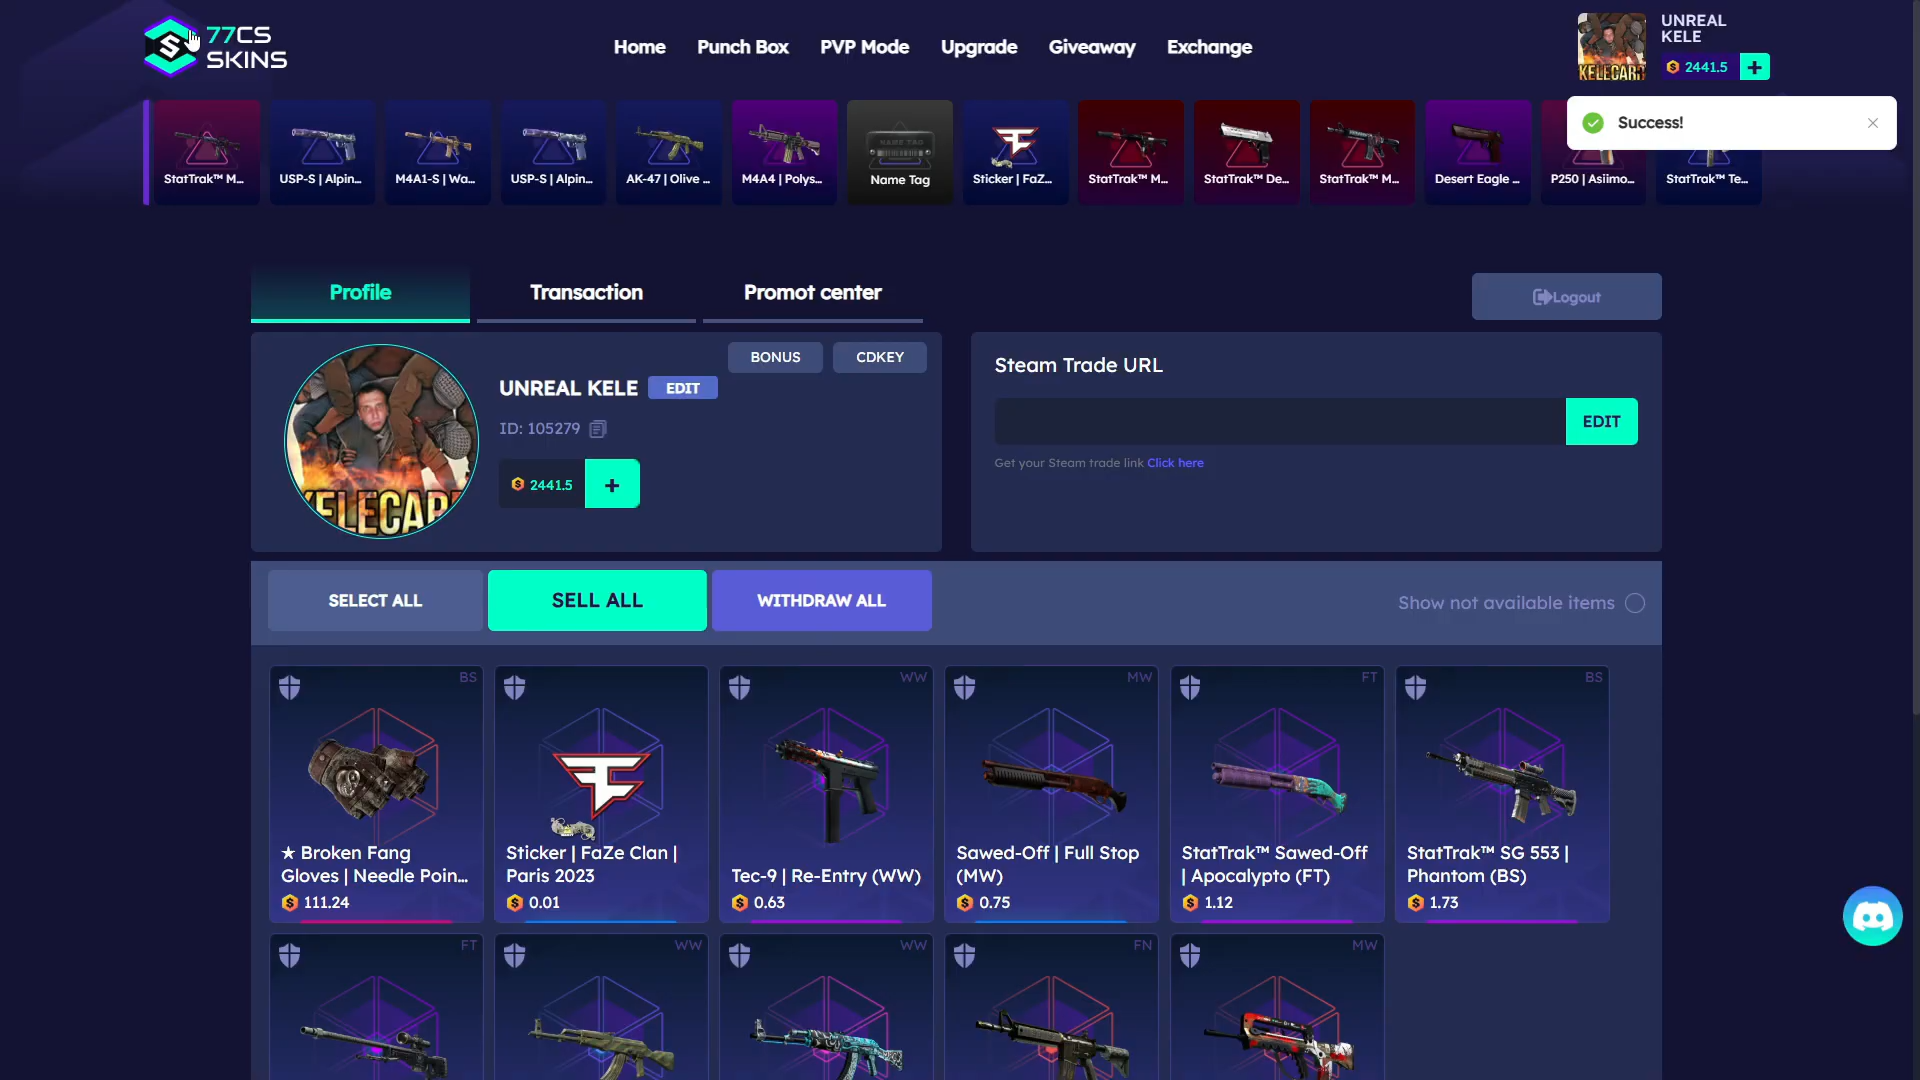 77CS
SKINS
Home
Punch Box
PVP Mode
Upgrade
Giveaway
Exchange
UNREAL
KELE
2441.5
+
Success!
StatTrak™ M...
USP-S | Alpin...
M4A1-S | Wa...
USP-S | Alpin...
AK-47 | Olive ...
M4A4 | Polys...
NAME TAG
Name Tag
Sticker | FaZ...
StatTrak™ M...
StatTrak™ De...
StatTrak™ M...
Desert Eagle ...
P250 | Asiimo...
StatTrak™ Te...
Profile
Transaction
Promot center
Logout
BONUS
CDKEY
UNREAL KELE
EDIT
ID: 105279
2441.5
+
Steam Trade URL
EDIT
Get your Steam trade link Click here
SELECT ALL
SELL ALL
WITHDRAW ALL
Show not available items
BS
★ Broken Fang
Gloves | Needle Poin...
111.24
Sticker | FaZe Clan |
Paris 2023
0.01
WW
Tec-9 | Re-Entry (WW)
0.63
MW
Sawed-Off | Full Stop
(MW)
0.75
FT
StatTrak™ Sawed-Off
| Apocalypto (FT)
1.12
BS
StatTrak™ SG 553 |
Phantom (BS)
1.73
FT
WW
WW
FN
MW